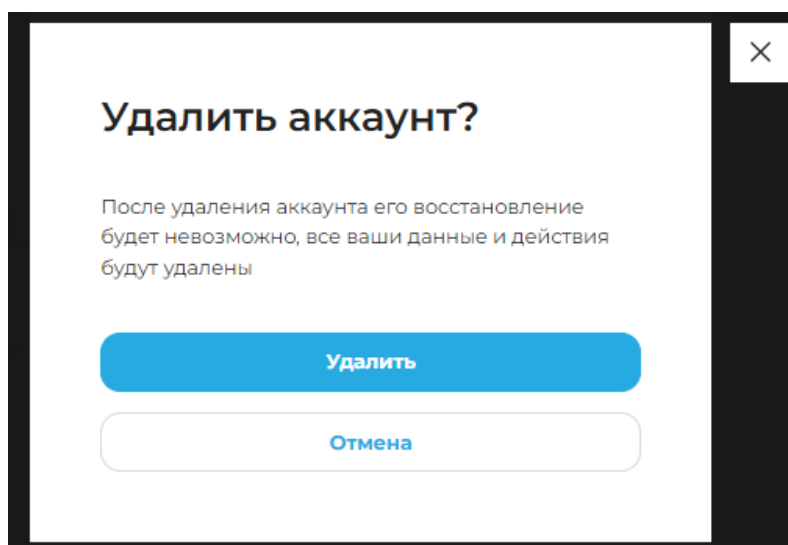 Удалить аккаунт?
После удаления аккаунта его восстановление
будет невозможно, все ваши данные и действия
будут удалены
Удалить
Отмена